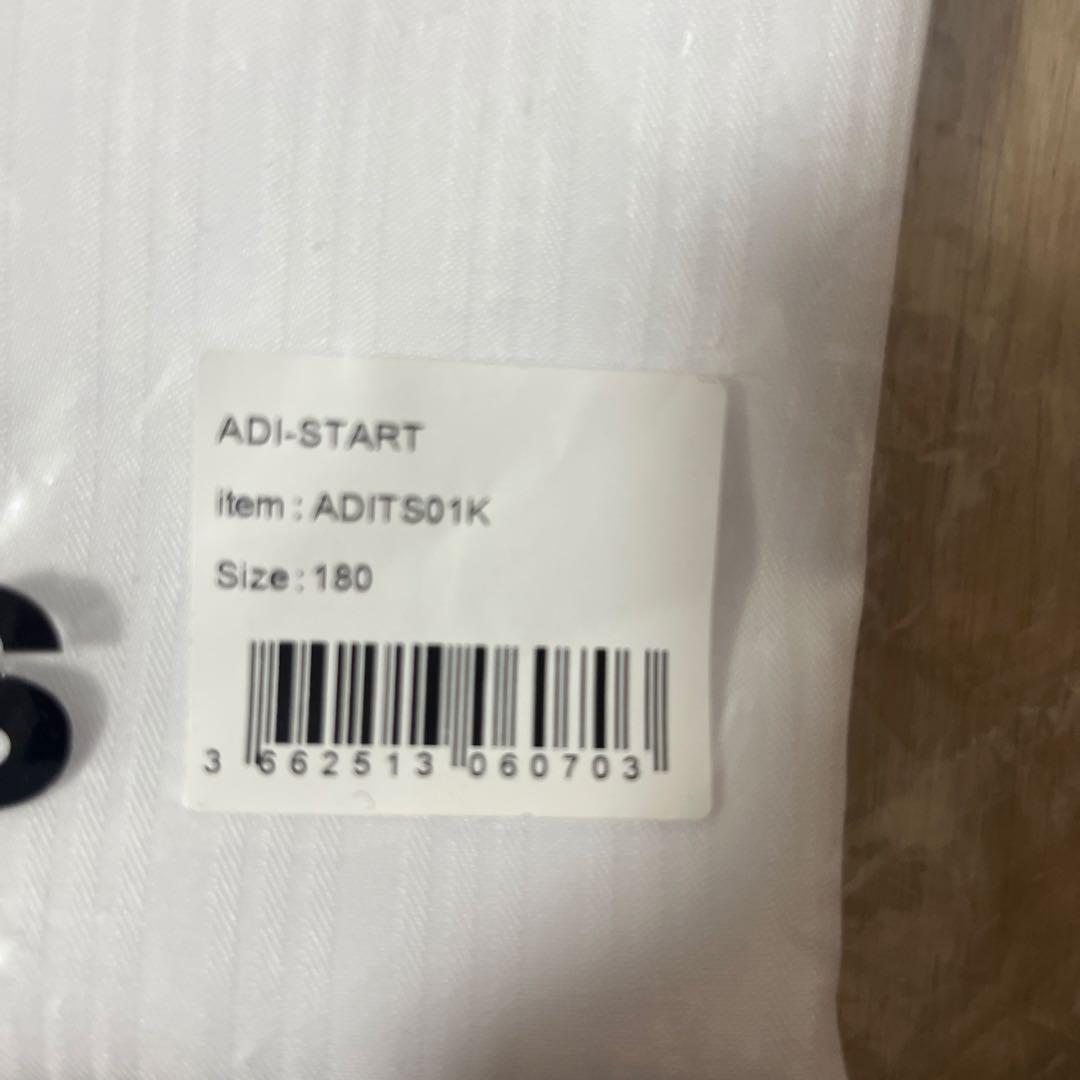 ADI-START
item : ADITS01K
Size : 180
3 662513 060703